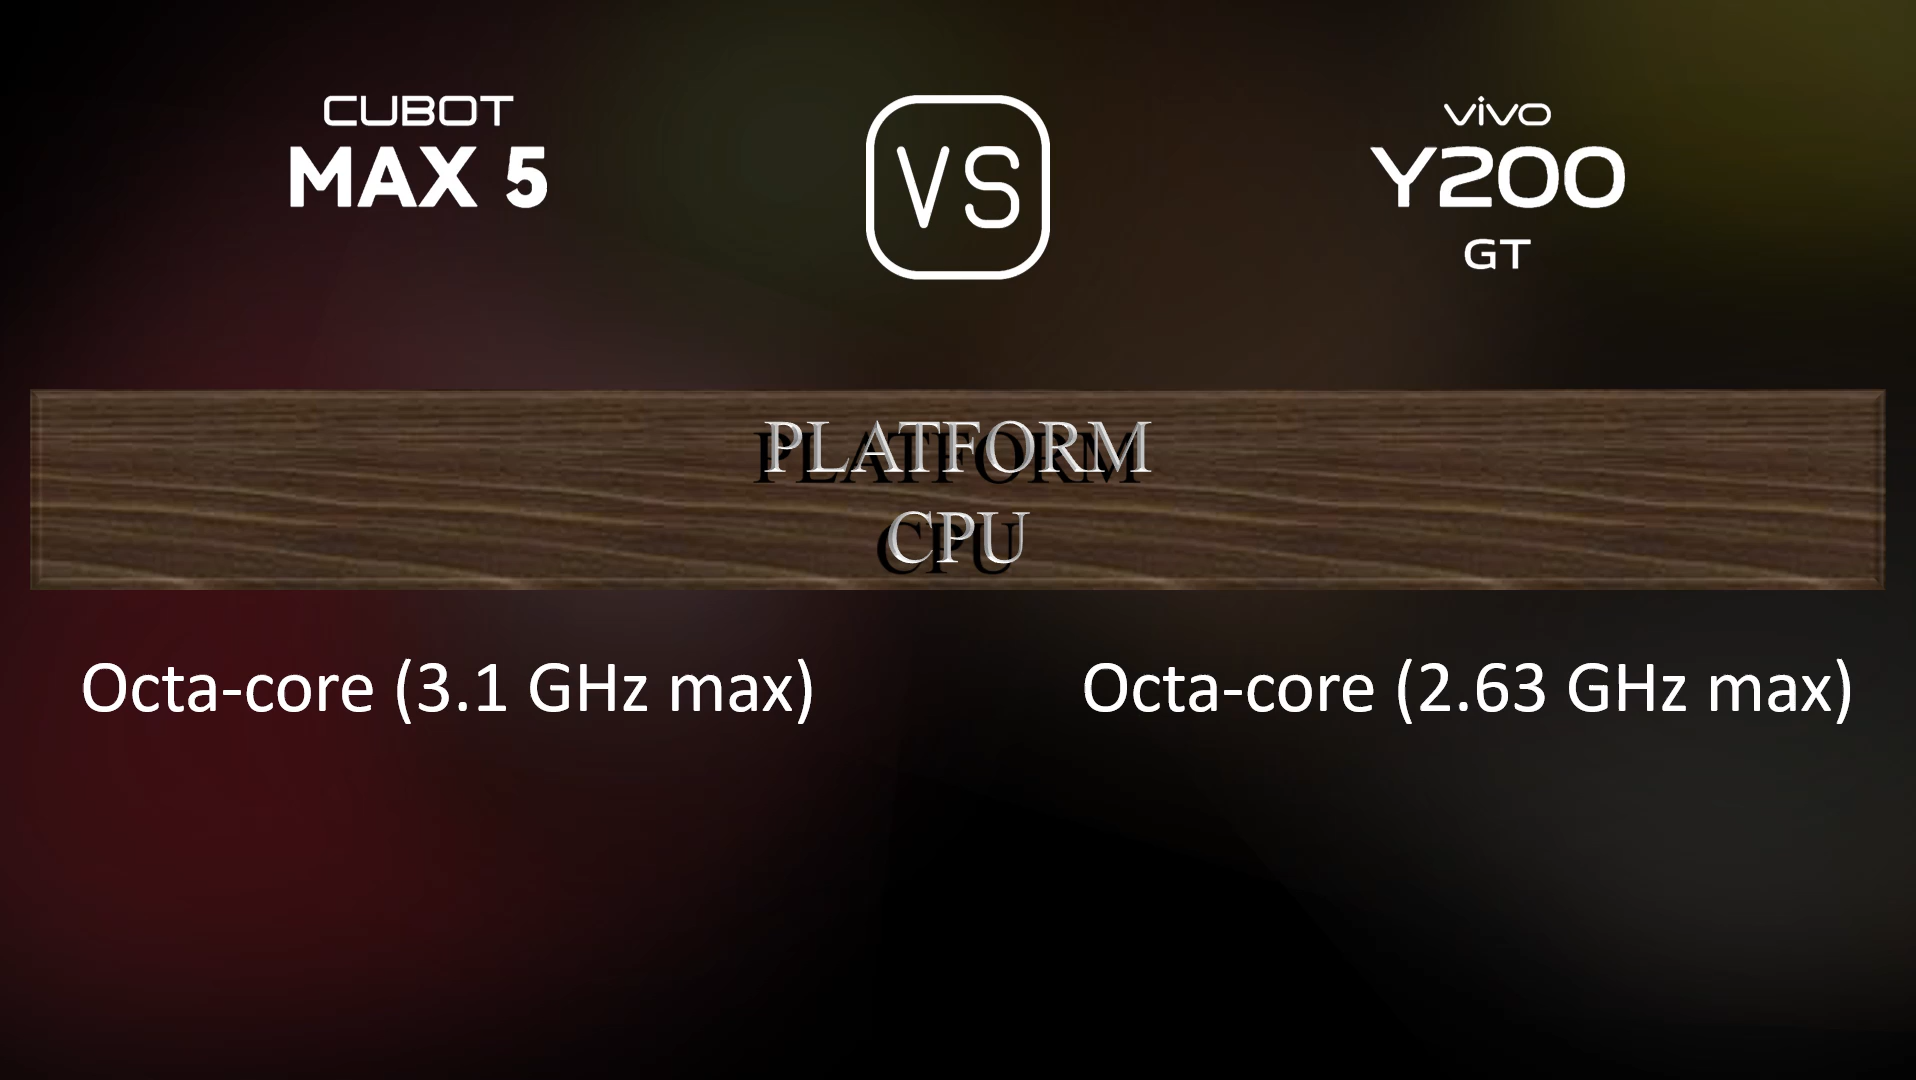 CUBOT
MAX 5
VS
vivo
Y200
GT
PLATFORM
CPU
Octa-core (3.1 GHz max)
Octa-core (2.63 GHz max)